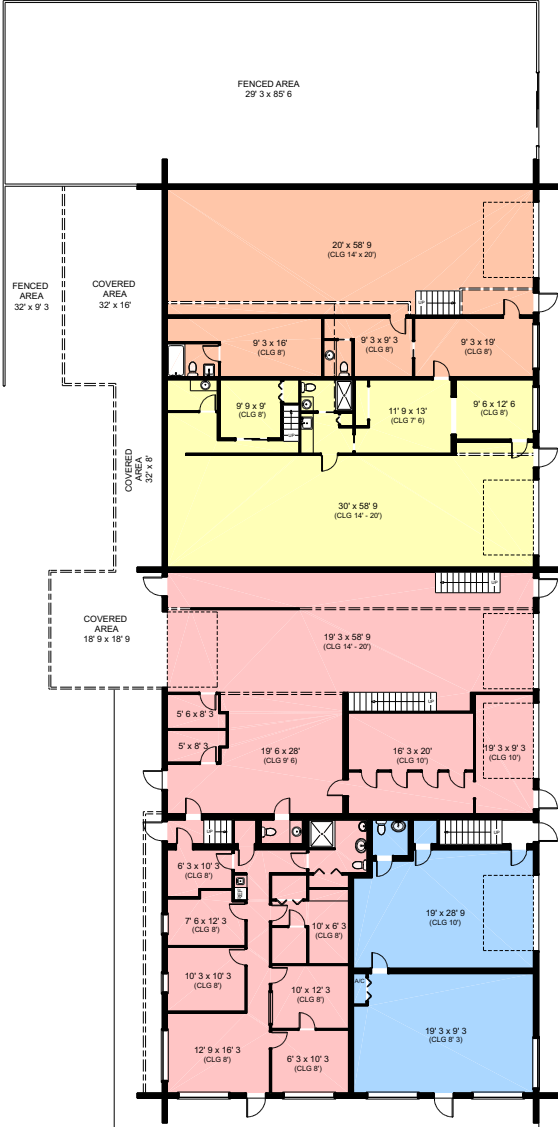 FENCED AREA
29' 3 x 85' 6
FENCED
AREA
32' x 9' 3
COVERED
AREA
32' x 16'
20' x 58' 9
(CLG 14' x 20')
UP
9' 3 x 16'
(CLG 8')
9' 3 x 9' 3
(CLG 8')
9' 3 x 19'
(CLG 8')
9' 9 x 9'
(CLG 8')
UP
11' 9 x 13'
(CLG 7' 6)
9' 6 x 12' 6
(CLG 8')
COVERED
AREA
32' x 8'
30' x 58' 9
(CLG 14' - 20')
UP
COVERED
AREA
18' 9 x 18' 9
19' 3 x 58' 9
(CLG 14' - 20')
UP
5' 6 x 8' 3
5' x 8' 3
19' 6 x 28'
(CLG 9' 6)
16' 3 x 20'
(CLG 10')
19' 3 x 9' 3
(CLG 10')
UP
UP
6' 3 x 10' 3
(CLG 8')
7' 6 x 12' 3
(CLG 8')
10' x 6' 3
(CLG 8')
19' x 28' 9
(CLG 10')
10' 3 x 10' 3
(CLG 8')
10' x 12' 3
(CLG 8')
A/C
12' 9 x 16' 3
(CLG 8')
6' 3 x 10' 3
(CLG 8')
19' 3 x 9' 3
(CLG 8' 3)